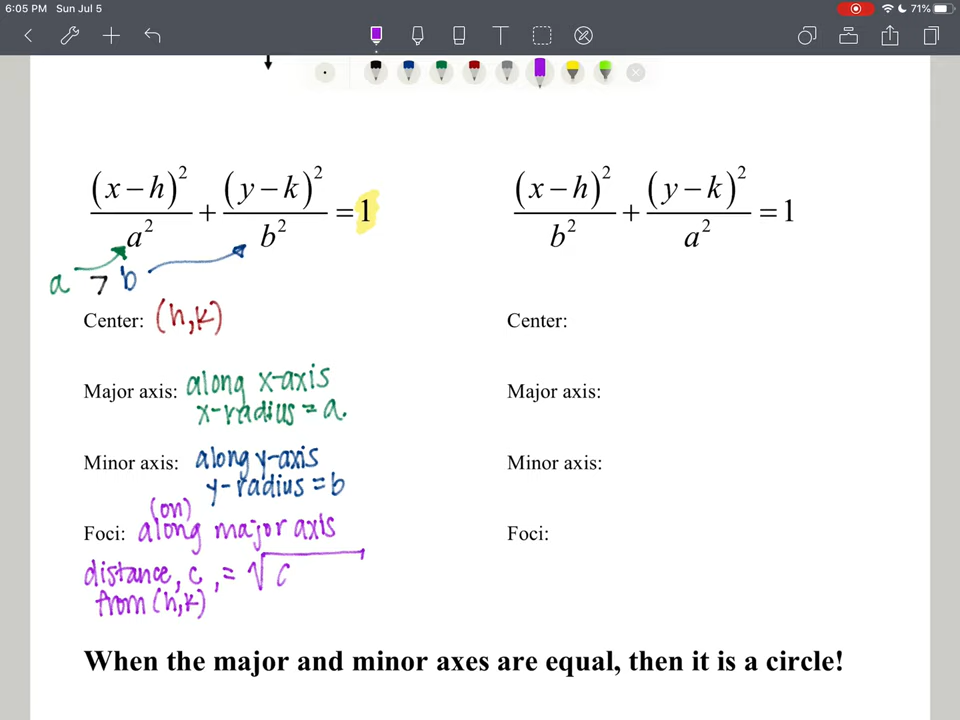 6:05 PM Sun Jul 5
71%
(x − h)² / a² + (y − k)² / b² = 1
(x − h)² / b² + (y − k)² / a² = 1
a > b
Center: (h,k)
Center:
Major axis: along x-axis
x-radius = a.
Major axis:
Minor axis: along y-axis
y-radius = b
Minor axis:
(on)
Foci: along major axis
Foci:
distance, c, = √c
from (h,k)
When the major and minor axes are equal, then it is a circle!